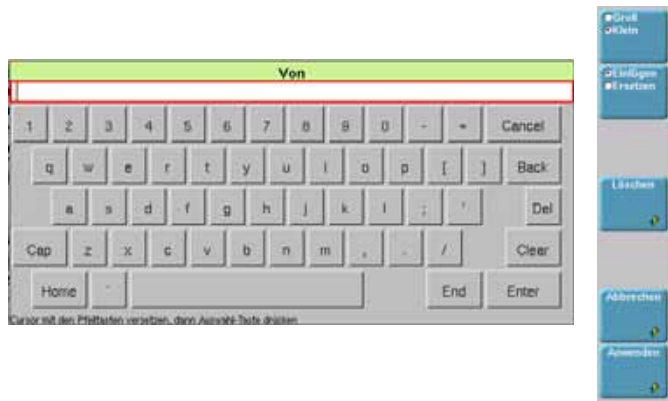 Von
1 2 3 4 5 6 7 8 9 0 - = Cancel
q w e r t y u i o p [ ] Back
a s d f g h j k l ; ' Del
Cap z x c v b n m , . / Clear
Home ` End Enter
Cursor mit den Pfeiltasten versetzen, dann Auswahl-Taste drücken
Groß
Klein
Einfügen
Ersetzen
Löschen
Abbrechen
Anwenden